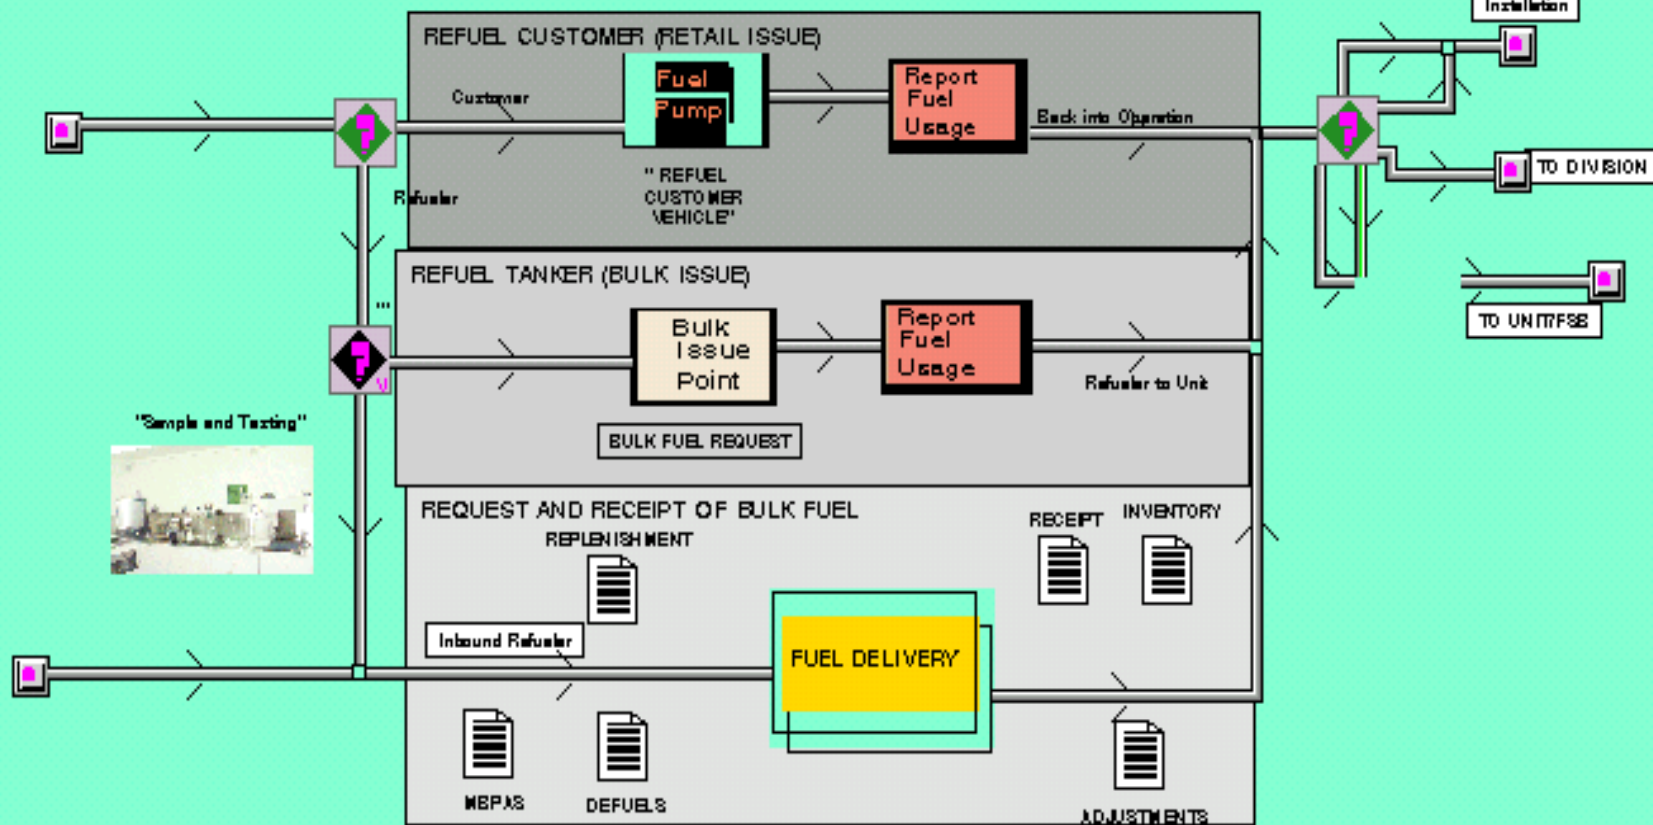 Installation
REFUEL CUSTOMER (RETAIL ISSUE)
Customer
Fuel
Pump
Report
Fuel
Usage
Back into Operation
TO DIVISION
" REFUEL
CUSTOMER
VEHICLE"
Refueler
REFUEL TANKER (BULK ISSUE)
TO UNIT/FSB
Bulk
Issue
Point
Report
Fuel
Usage
Refueler to Unit
"Sample and Testing"
BULK FUEL REQUEST
REQUEST AND RECEIPT OF BULK FUEL
REPLENISHMENT
RECEIPT
INVENTORY
Inbound Refueler
FUEL DELIVERY
DEFUELS
ADJUSTMENTS